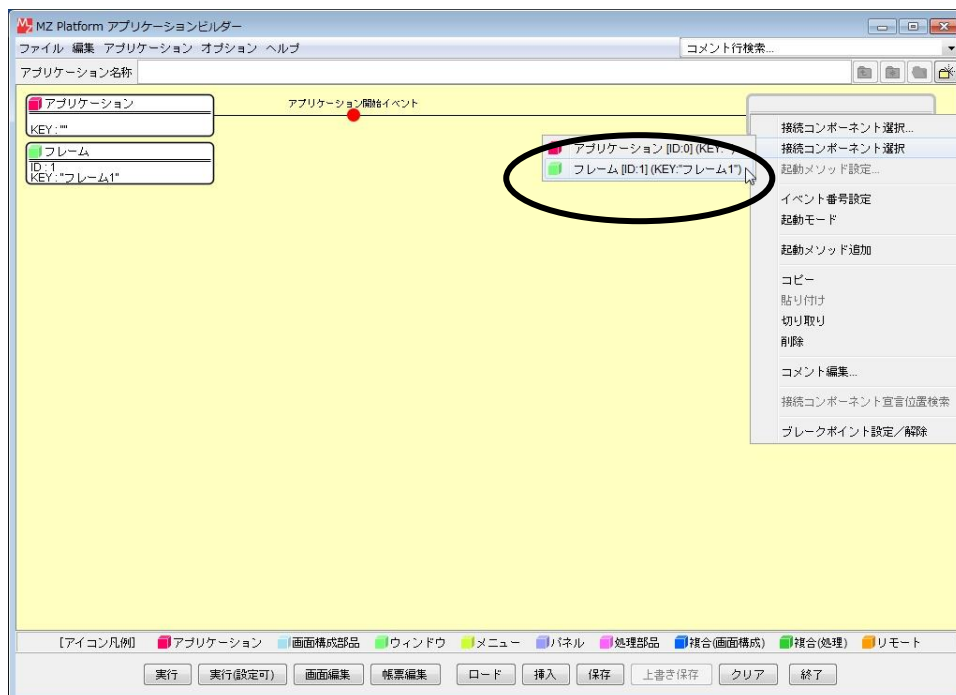 MZ Platform アプリケーションビルダー
ファイル 編集 アプリケーション オプション ヘルプ
コメント行検索...
アプリケーション名称
アプリケーション
KEY:""
アプリケーション開始イベント
フレーム
ID:1
KEY:"フレーム1"
アプリケーション [ID:0] (KEY:
フレーム [ID:1] (KEY:"フレーム1")
接続コンポーネント選択...
接続コンポーネント選択
起動メソッド設定...
イベント番号設定
起動モード
起動メソッド追加
コピー
貼り付け
切り取り
削除
コメント編集...
接続コンポーネント宣言位置検索
ブレークポイント設定/解除
[アイコン凡例] アプリケーション 画面構成部品 ウィンドウ メニュー パネル 処理部品 複合(画面構成) 複合(処理) リモート
実行 実行(設定可) 画面編集 帳票編集 ロード 挿入 保存 上書き保存 クリア 終了